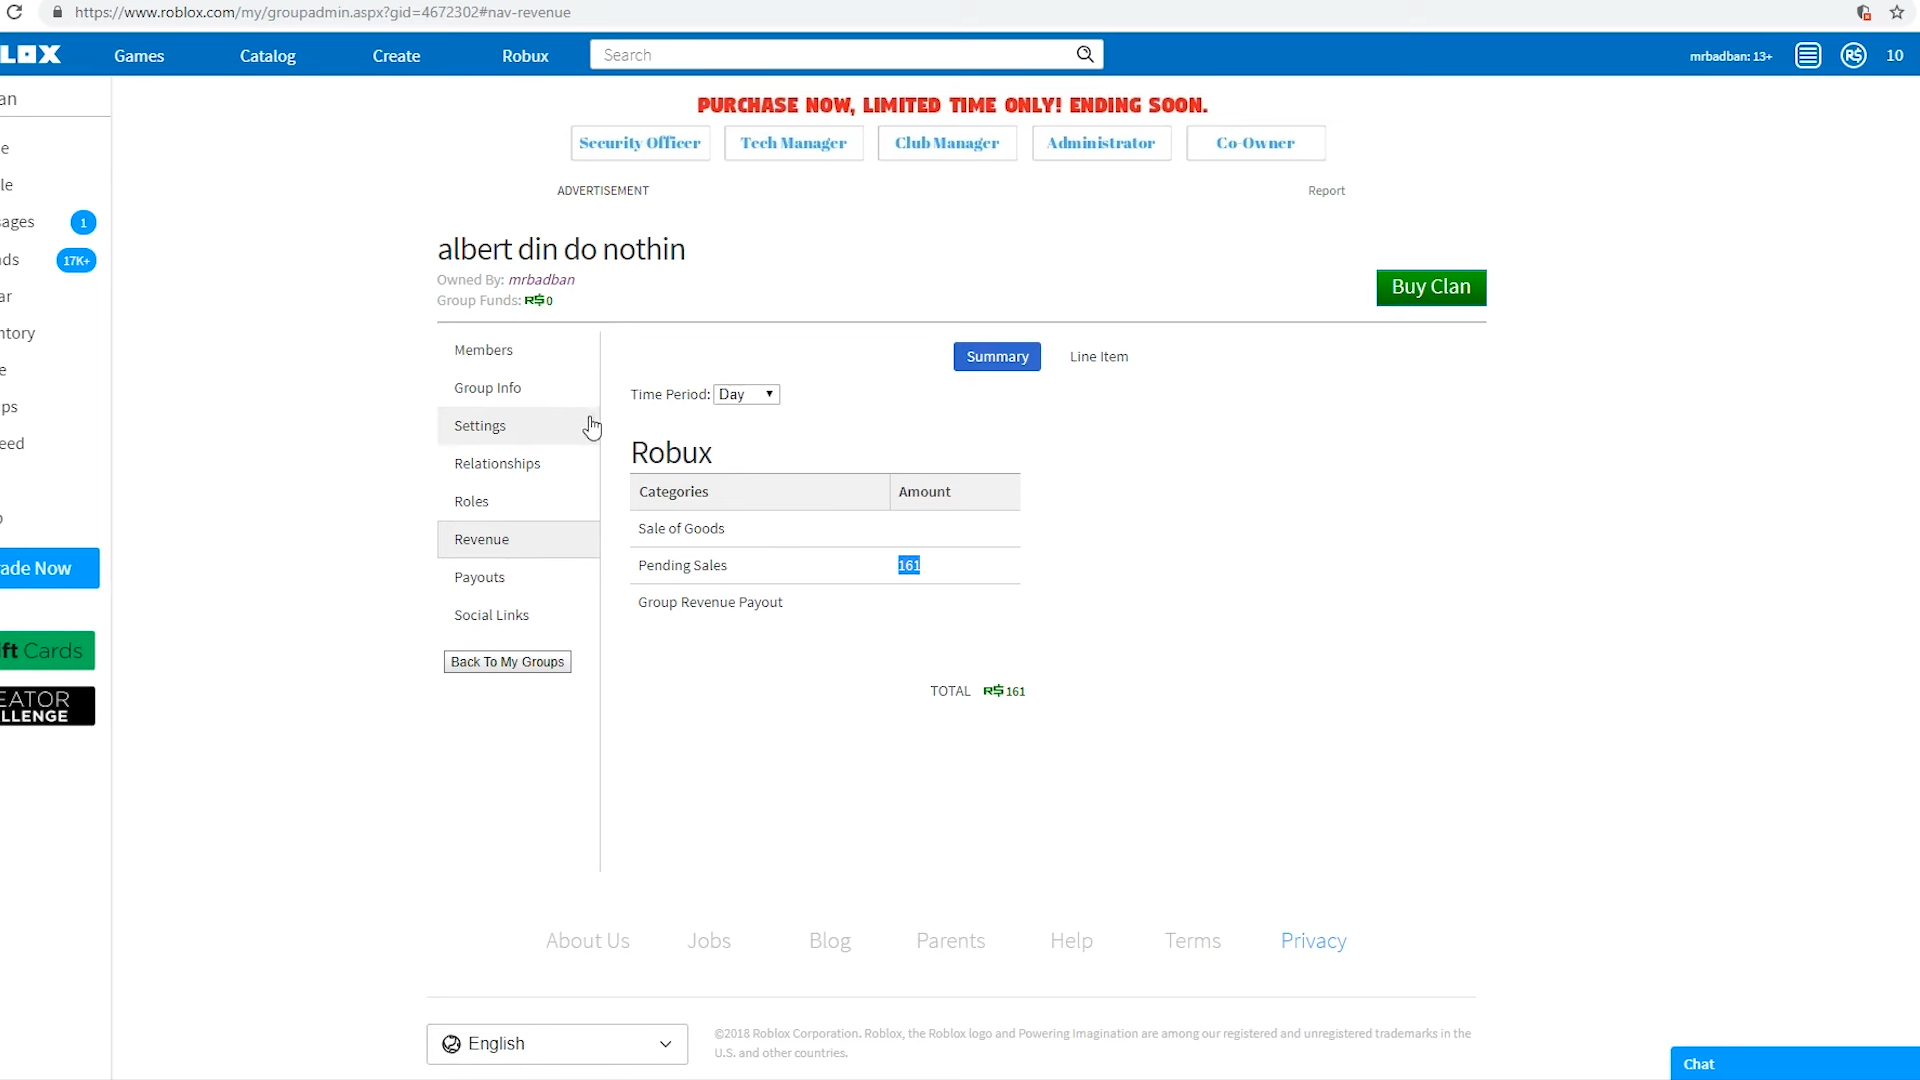 https://www.roblox.com/my/groupadmin.aspx?gid=4672302#nav-revenue
LOX Games Catalog Create Robux Search mrbadban: 13+ R$ 10
an
PURCHASE NOW, LIMITED TIME ONLY! ENDING SOON.
Security Officer Tech Manager Club Manager Administrator Co-Owner
e
le
ADVERTISEMENT Report
sages 1
ds 17K+
ar
ntory
e
ps
eed
ade Now
ft Cards
EATOR
LLENGE
albert din do nothin
Owned By: mrbadban
Group Funds: R$ 0
Buy Clan
Members
Group Info
Settings
Relationships
Roles
Revenue
Payouts
Social Links
Back To My Groups
Summary Line Item
Time Period: Day
Robux
Categories Amount
Sale of Goods
Pending Sales 161
Group Revenue Payout
TOTAL R$ 161
About Us Jobs Blog Parents Help Terms Privacy
English
©2018 Roblox Corporation. Roblox, the Roblox logo and Powering Imagination are among our registered and unregistered trademarks in the
U.S. and other countries.
Chat